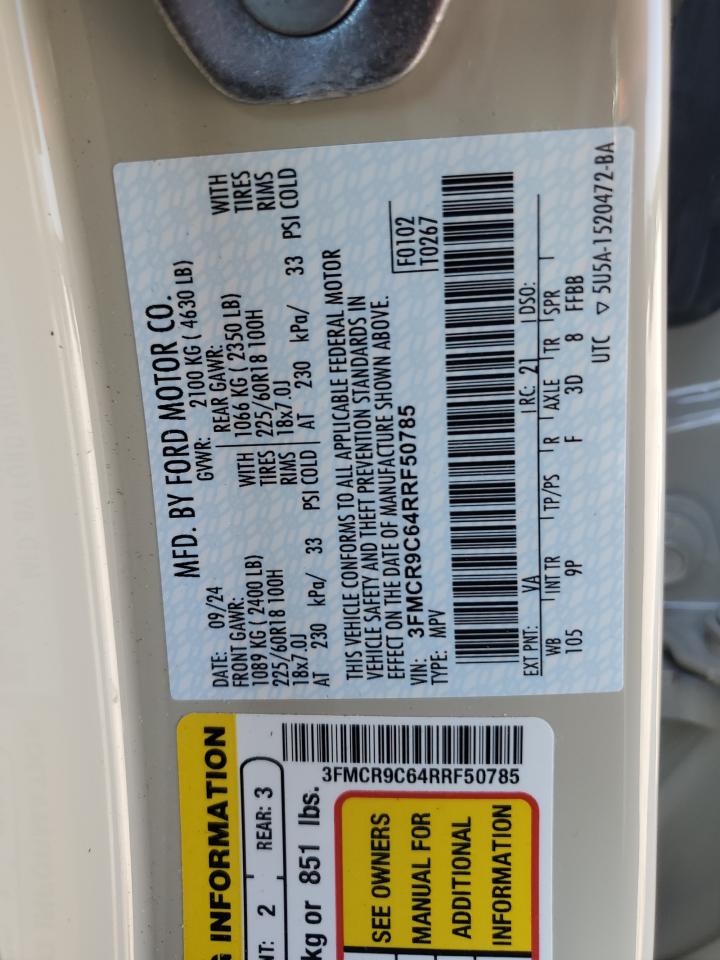 MFD. BY FORD MOTOR CO.
DATE: 09/24 GVWR: 2100 KG ( 4630 LB)
FRONT GAWR: REAR GAWR:
1089 KG ( 2400 LB) WITH 1066 KG ( 2350 LB) WITH
225/60R18 100H TIRES 225/60R18 100H TIRES
18x7.0J RIMS 18x7.0J RIMS
AT 230 kPa/ 33 PSI COLD AT 230 kPa/ 33 PSI COLD
THIS VEHICLE CONFORMS TO ALL APPLICABLE FEDERAL MOTOR
VEHICLE SAFETY AND THEFT PREVENTION STANDARDS IN
EFFECT ON THE DATE OF MANUFACTURE SHOWN ABOVE.
VIN: 3FMCR9C64RRF50785 F0102
TYPE: MPV T0267
EXT PNT: VA RC: 21 DSO:
WB INT TR TP/PS R AXLE TR SPR
105 9P F 3D 8 FFBB
UTC ▽ 5U5A-1520472-BA
G INFORMATION
NT: 2 REAR: 3
kg or 851 lbs.
3FMCR9C64RRF50785
SEE OWNERS
MANUAL FOR
ADDITIONAL
INFORMATION